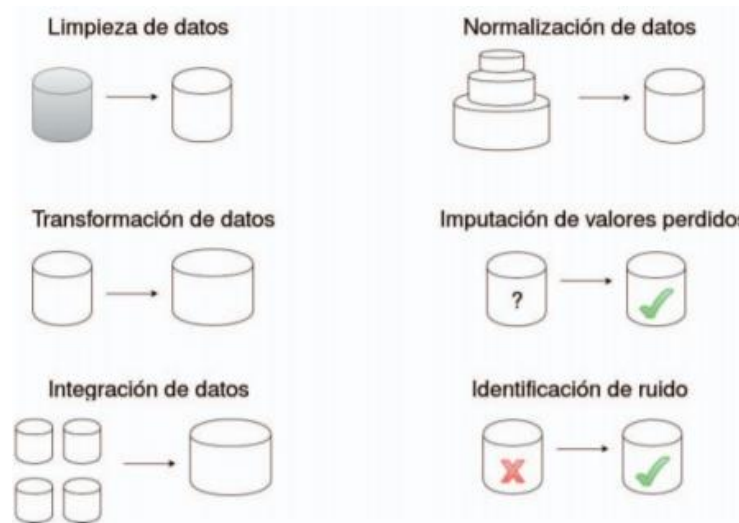 Limpieza de datos
Normalización de datos
Transformación de datos
Imputación de valores perdidos
?
Integración de datos
Identificación de ruido